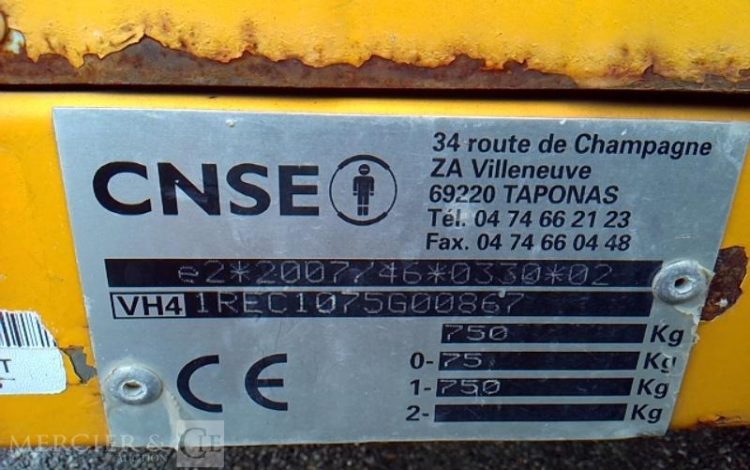 CNSE
34 route de Champagne
ZA Villeneuve
69220 TAPONAS
Tél. 04 74 66 21 23
Fax. 04 74 66 04 48
e2*2007/46*0330*02
VH4 1REC1075G00867
750 Kg
0- 75 Kg
1- 750 Kg
2- Kg
CE
T
MERCIER & CIE
AUCTION